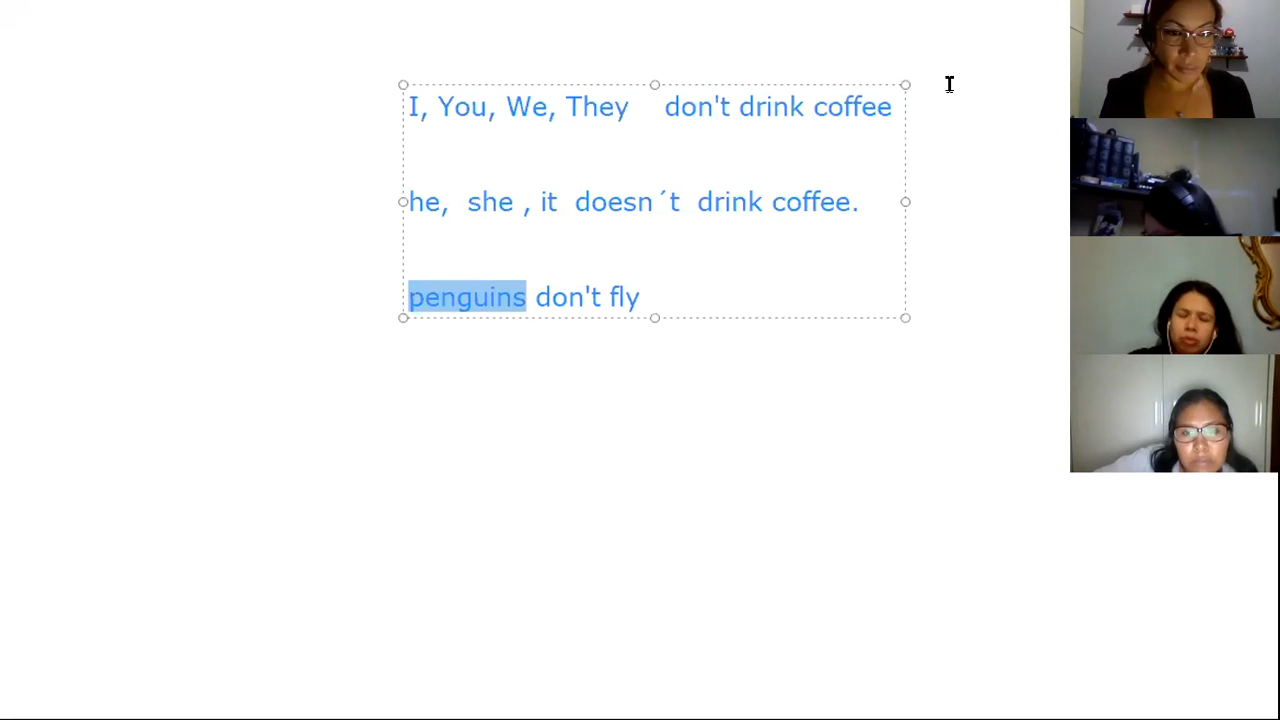 I, You, We, They    don't drink coffee
he,  she , it  doesn´t  drink coffee.
penguins don't fly